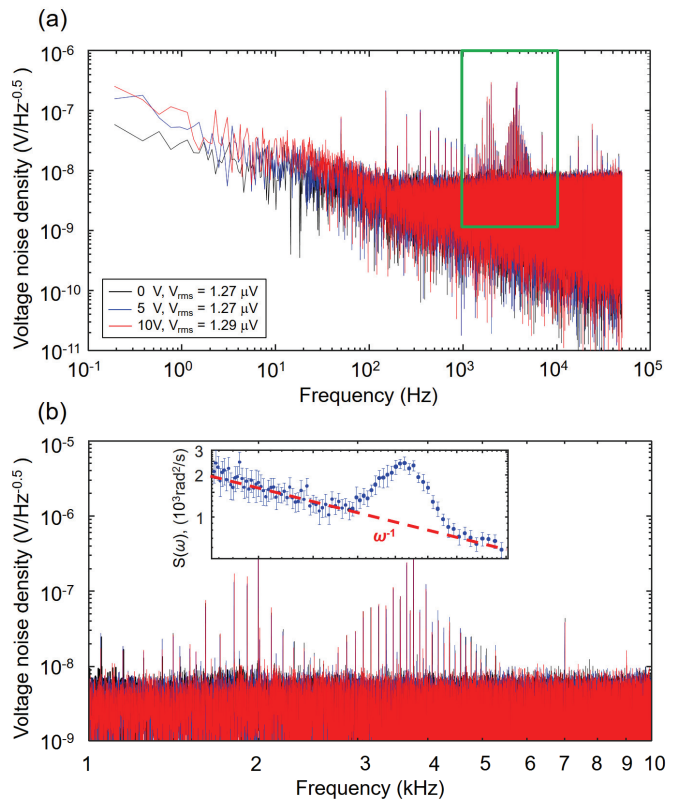 (a)
10⁻⁶
10⁻⁷
10⁻⁸
10⁻⁹
10⁻¹⁰
10⁻¹¹
Voltage noise density (V/Hz⁻⁰·⁵)
0 V, Vrms = 1.27 μV
5 V, Vrms = 1.27 μV
10V, Vrms = 1.29 μV
10⁻¹ 10⁰ 10¹ 10² 10³ 10⁴ 10⁵
Frequency (Hz)
(b)
10⁻⁵
10⁻⁶
10⁻⁷
10⁻⁸
10⁻⁹
Voltage noise density (V/Hz⁻⁰·⁵)
3
2
1
S(ω), (10³rad²/s)
ω⁻¹
1 2 3 4 5 6 7 8 9 10
Frequency (kHz)